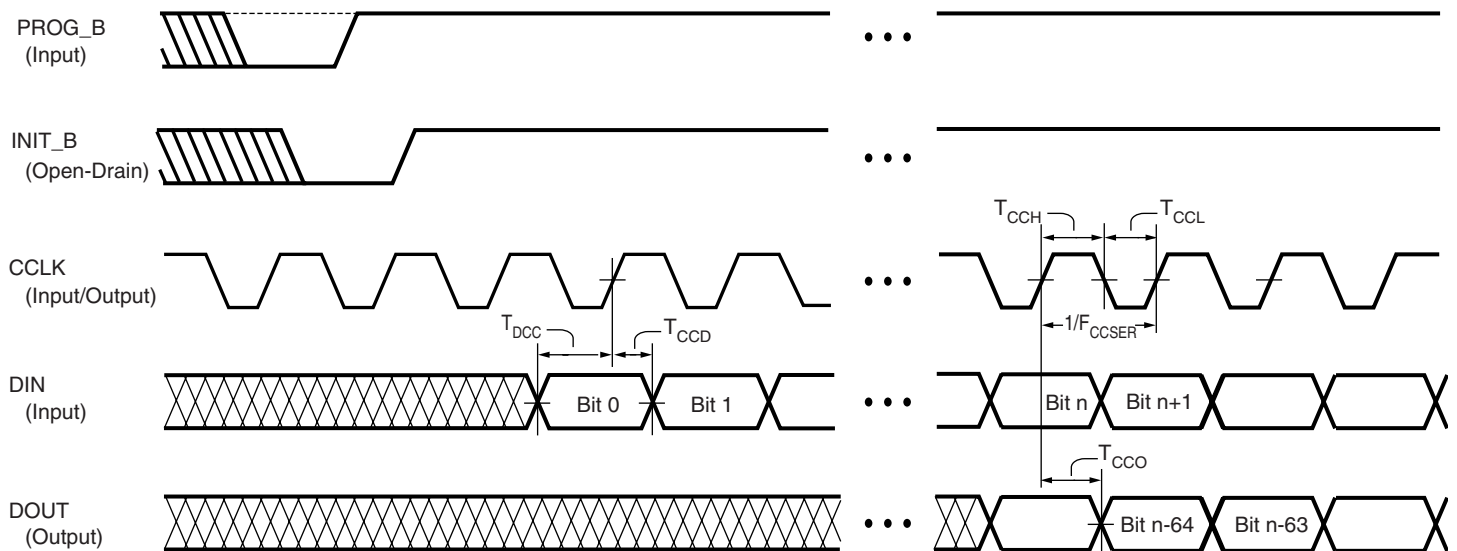 PROG_B
(Input)
INIT_B
(Open-Drain)
TCCH
TCCL
CCLK
(Input/Output)
1/FCCSER
TDCC
TCCD
DIN
(Input)
Bit 0
Bit 1
Bit n
Bit n+1
TCCO
DOUT
(Output)
Bit n-64
Bit n-63